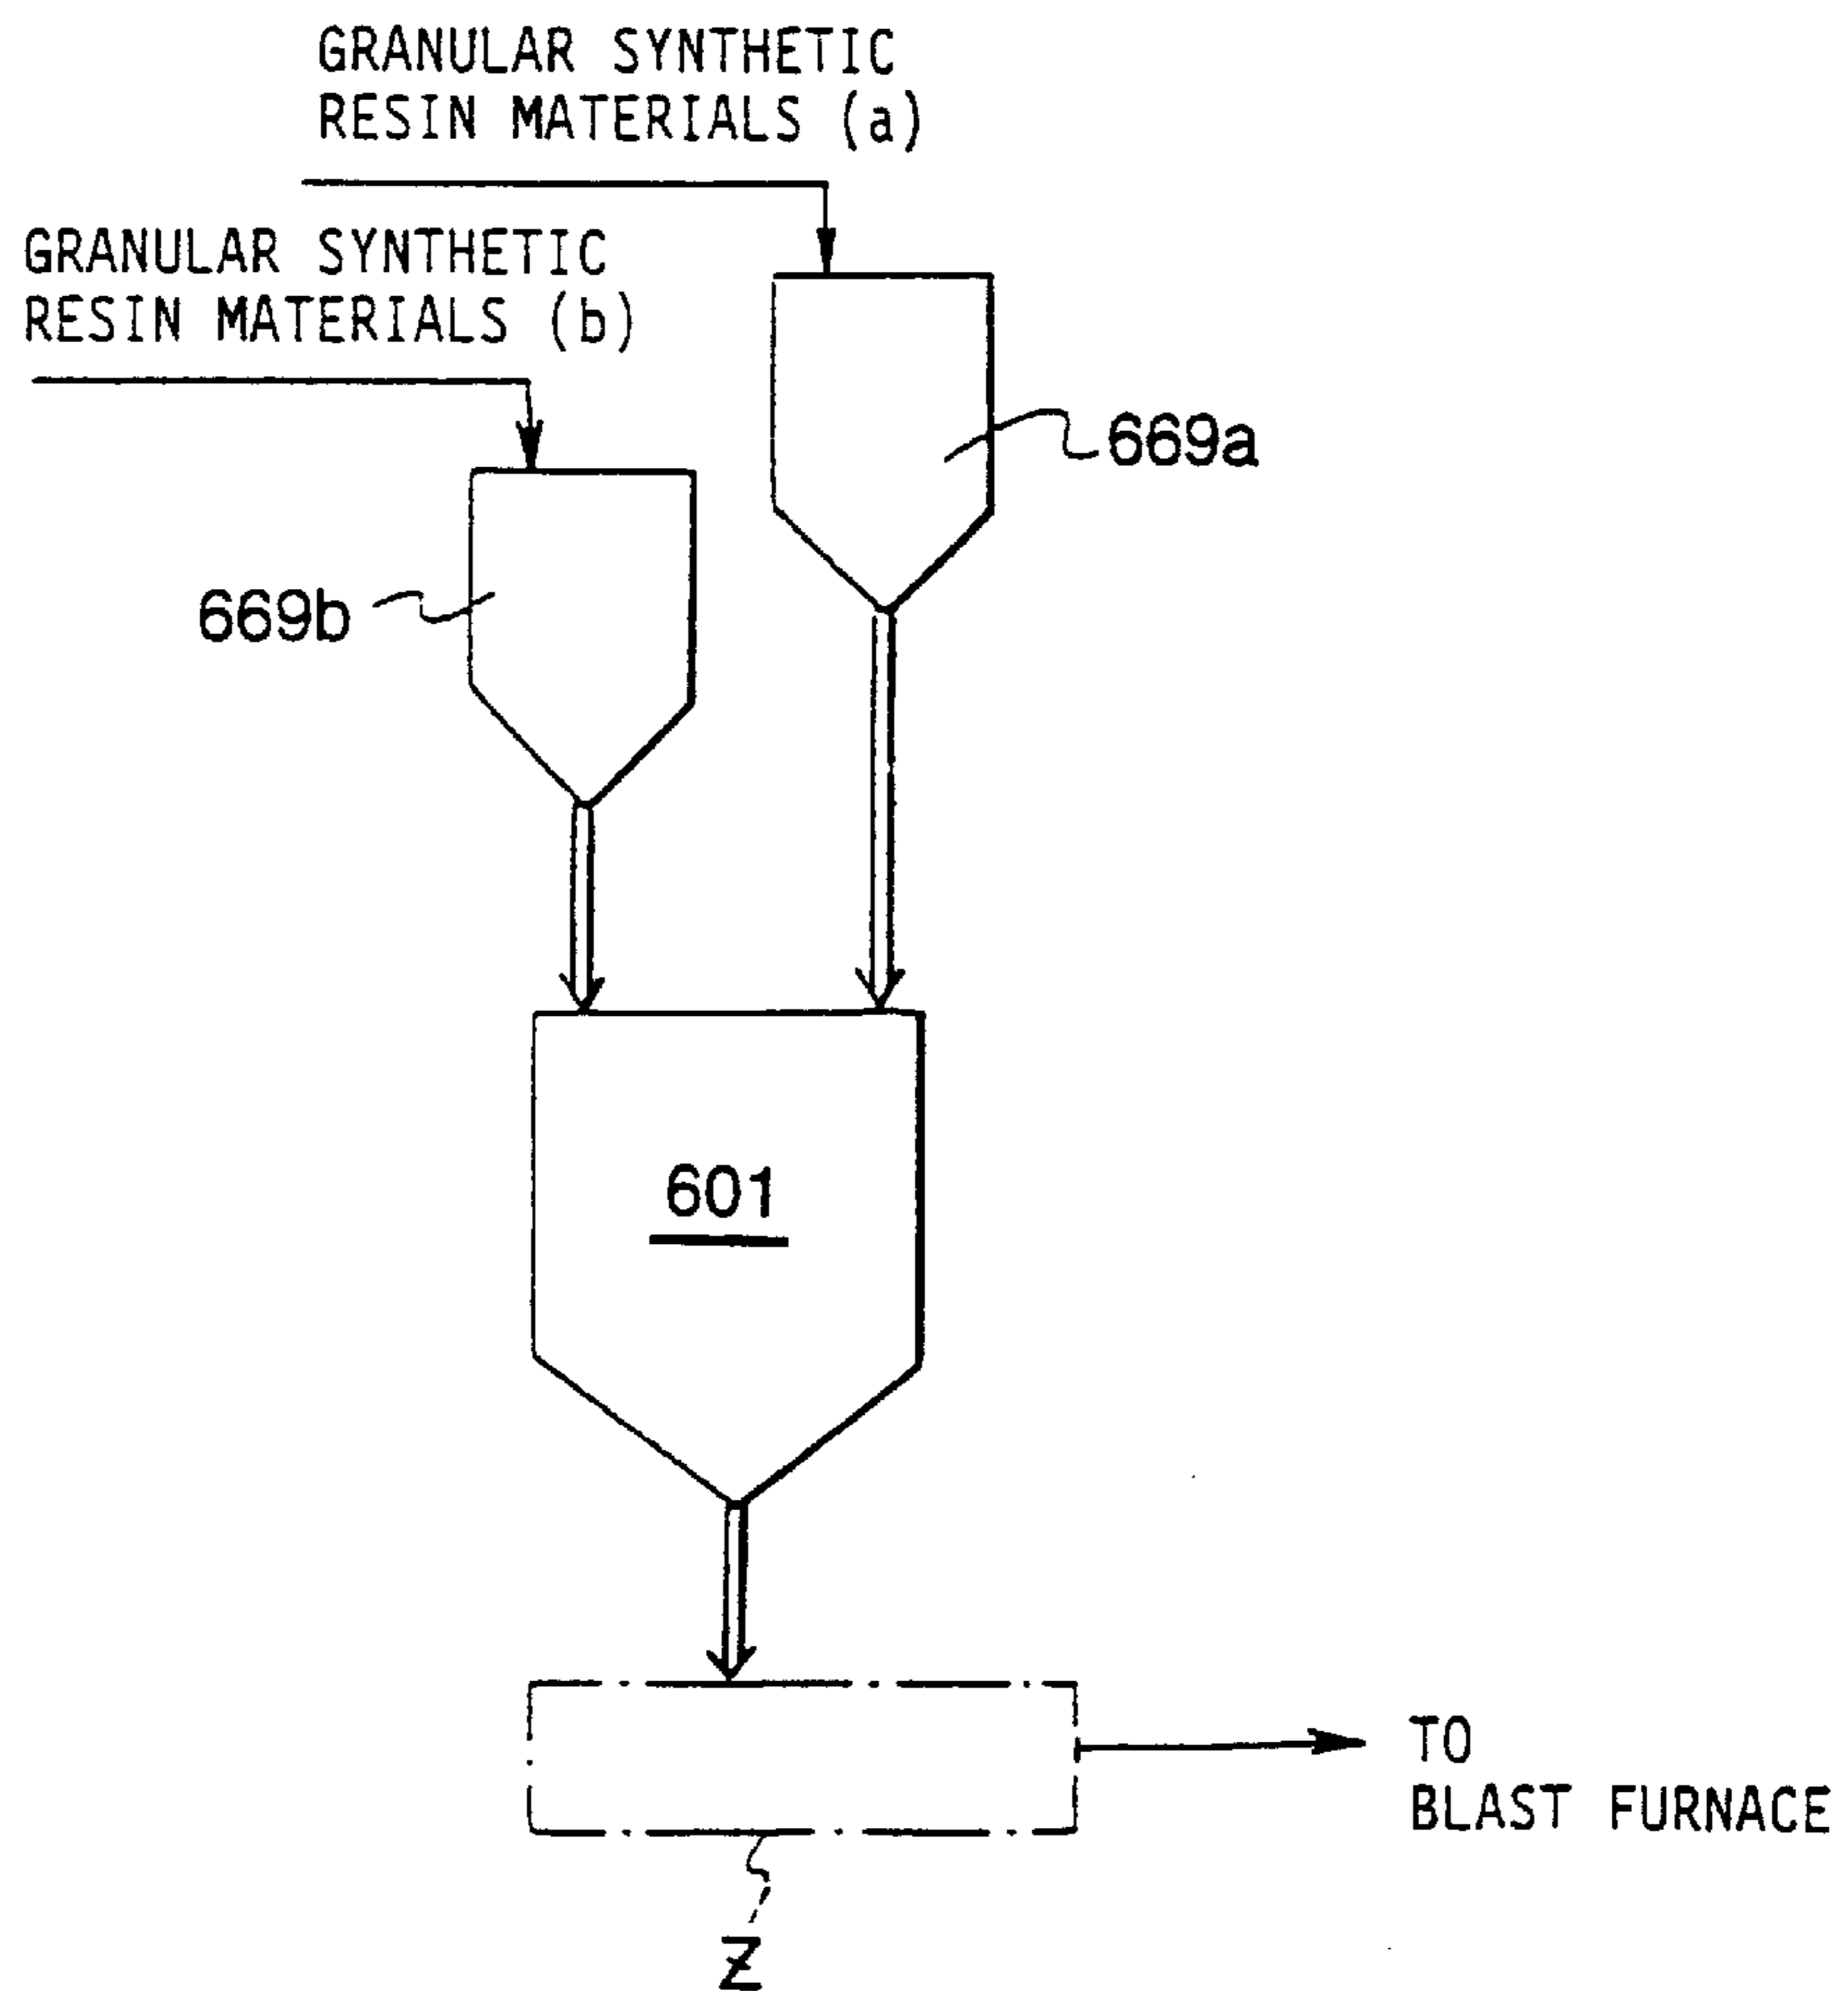 GRANULAR SYNTHETIC
RESIN MATERIALS (a)
GRANULAR SYNTHETIC
RESIN MATERIALS (b)
669a
669b
601
TO
BLAST FURNACE
Z